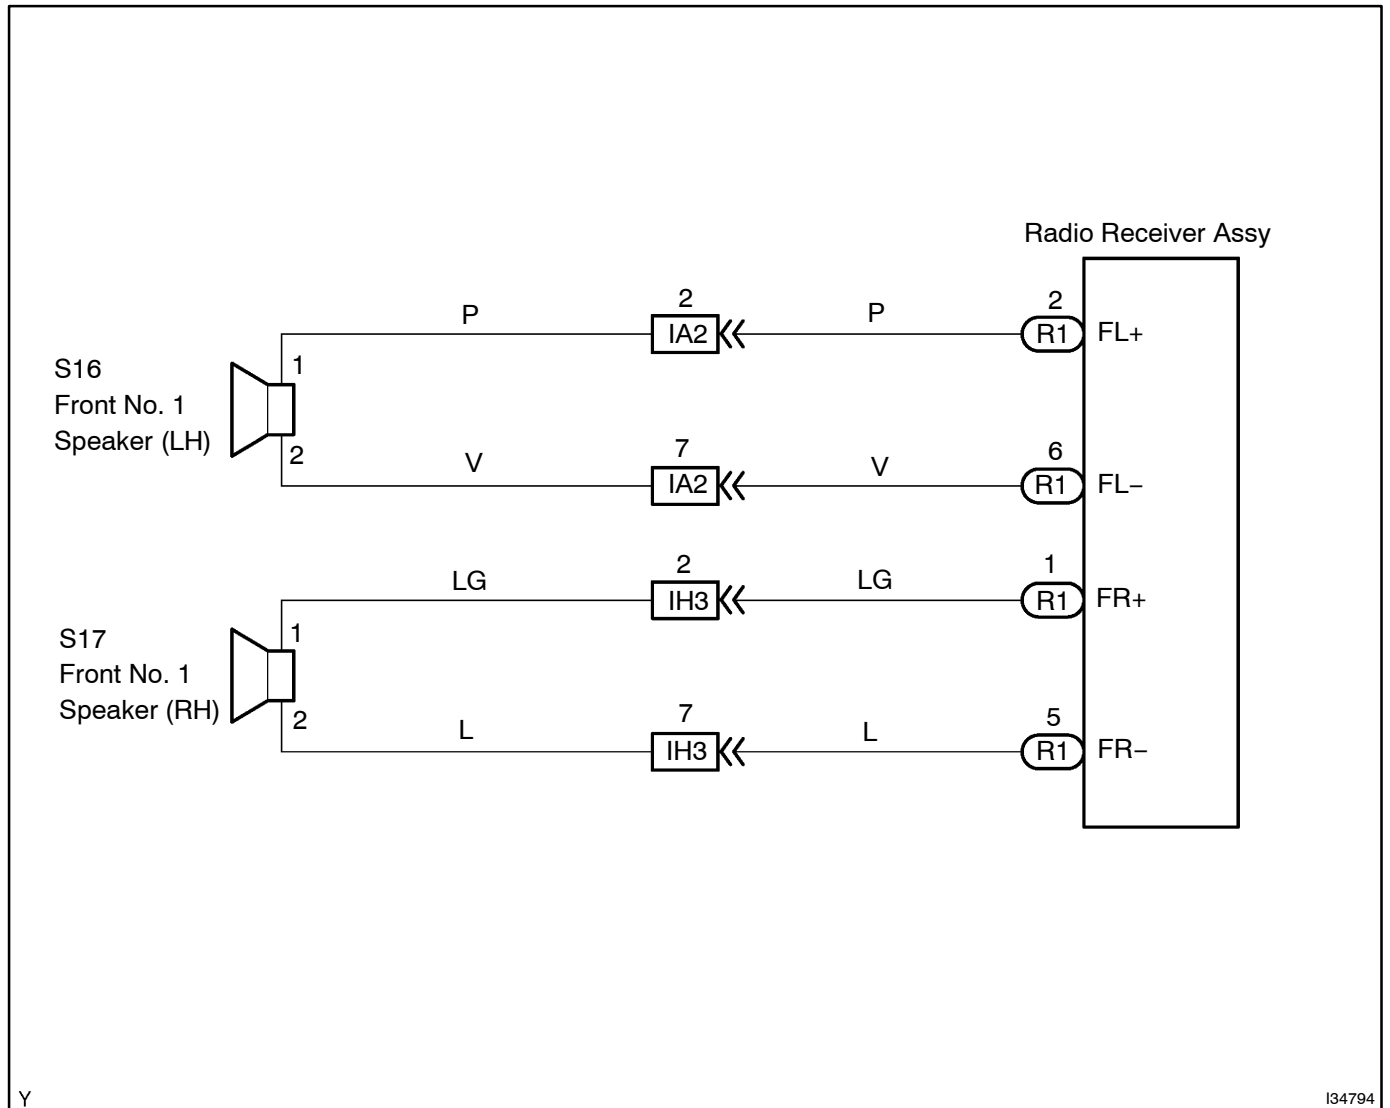 Radio Receiver Assy
P
2
IA2
P
2
R1
FL+
S16
Front No. 1
Speaker (LH)
1
2
V
7
IA2
V
6
R1
FL−
LG
2
IH3
LG
1
R1
FR+
S17
Front No. 1
Speaker (RH)
1
2
L
7
IH3
L
5
R1
FR−
Y
I34794